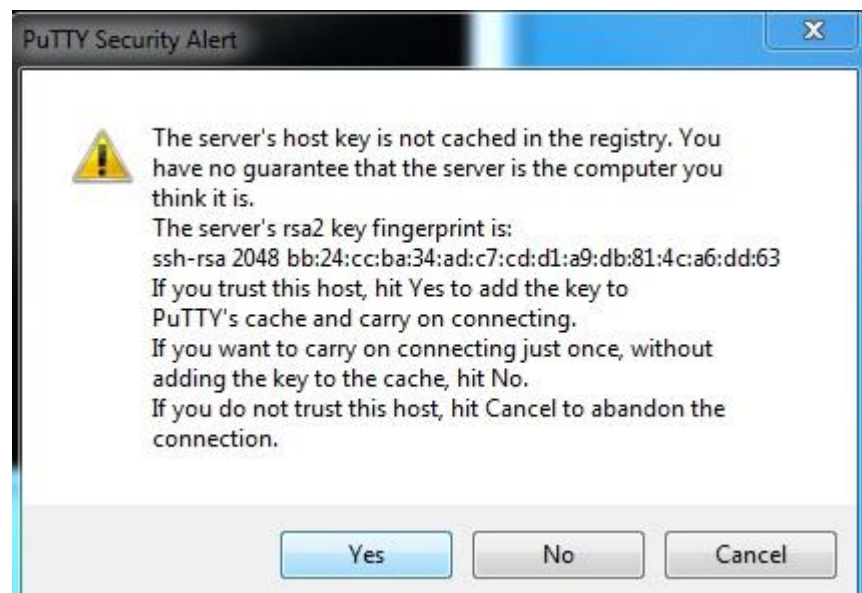 PuTTY Security Alert
The server's host key is not cached in the registry. You
have no guarantee that the server is the computer you
think it is.
The server's rsa2 key fingerprint is:
ssh-rsa 2048 bb:24:cc:ba:34:ad:c7:cd:d1:a9:db:81:4c:a6:dd:63
If you trust this host, hit Yes to add the key to
PuTTY's cache and carry on connecting.
If you want to carry on connecting just once, without
adding the key to the cache, hit No.
If you do not trust this host, hit Cancel to abandon the
connection.
Yes No Cancel